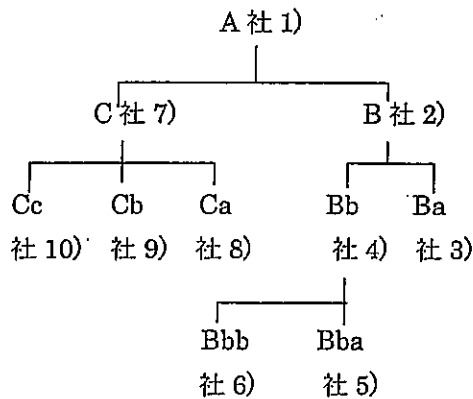 A 社 1)
C 社 7) B 社 2)
Cc Cb Ca Bb Ba
社 10) 社 9) 社 8) 社 4) 社 3)
Bbb Bba
社 6) 社 5)